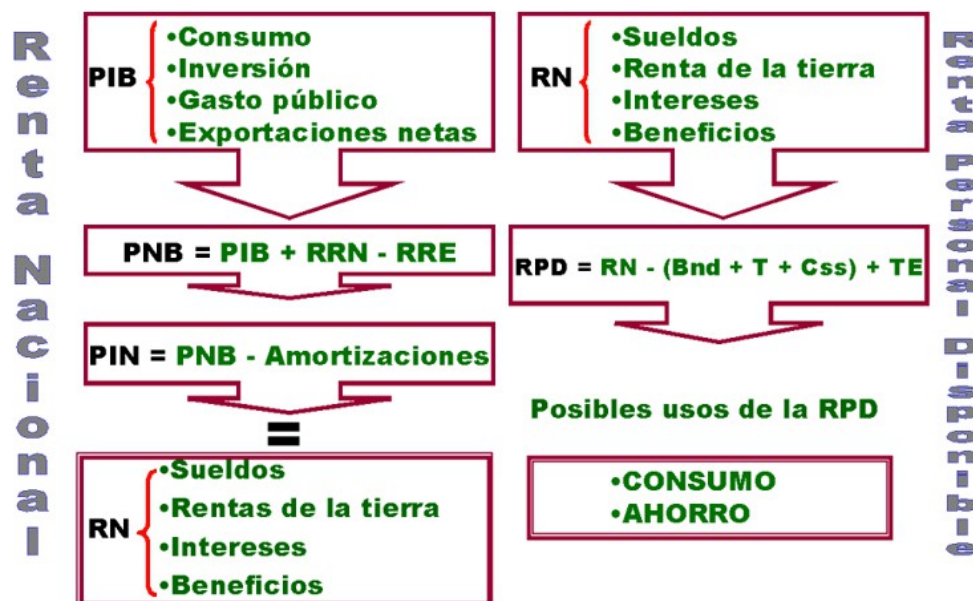 Renta Nacional
PIB
•Consumo
•Inversión
•Gasto público
•Exportaciones netas
PNB = PIB + RRN - RRE
PIN = PNB - Amortizaciones
=
RN
•Sueldos
•Rentas de la tierra
•Intereses
•Beneficios
RN
•Sueldos
•Renta de la tierra
•Intereses
•Beneficios
RPD = RN - (Bnd + T + Css) + TE
Posibles usos de la RPD
•CONSUMO
•AHORRO
Renta Personal Disponible